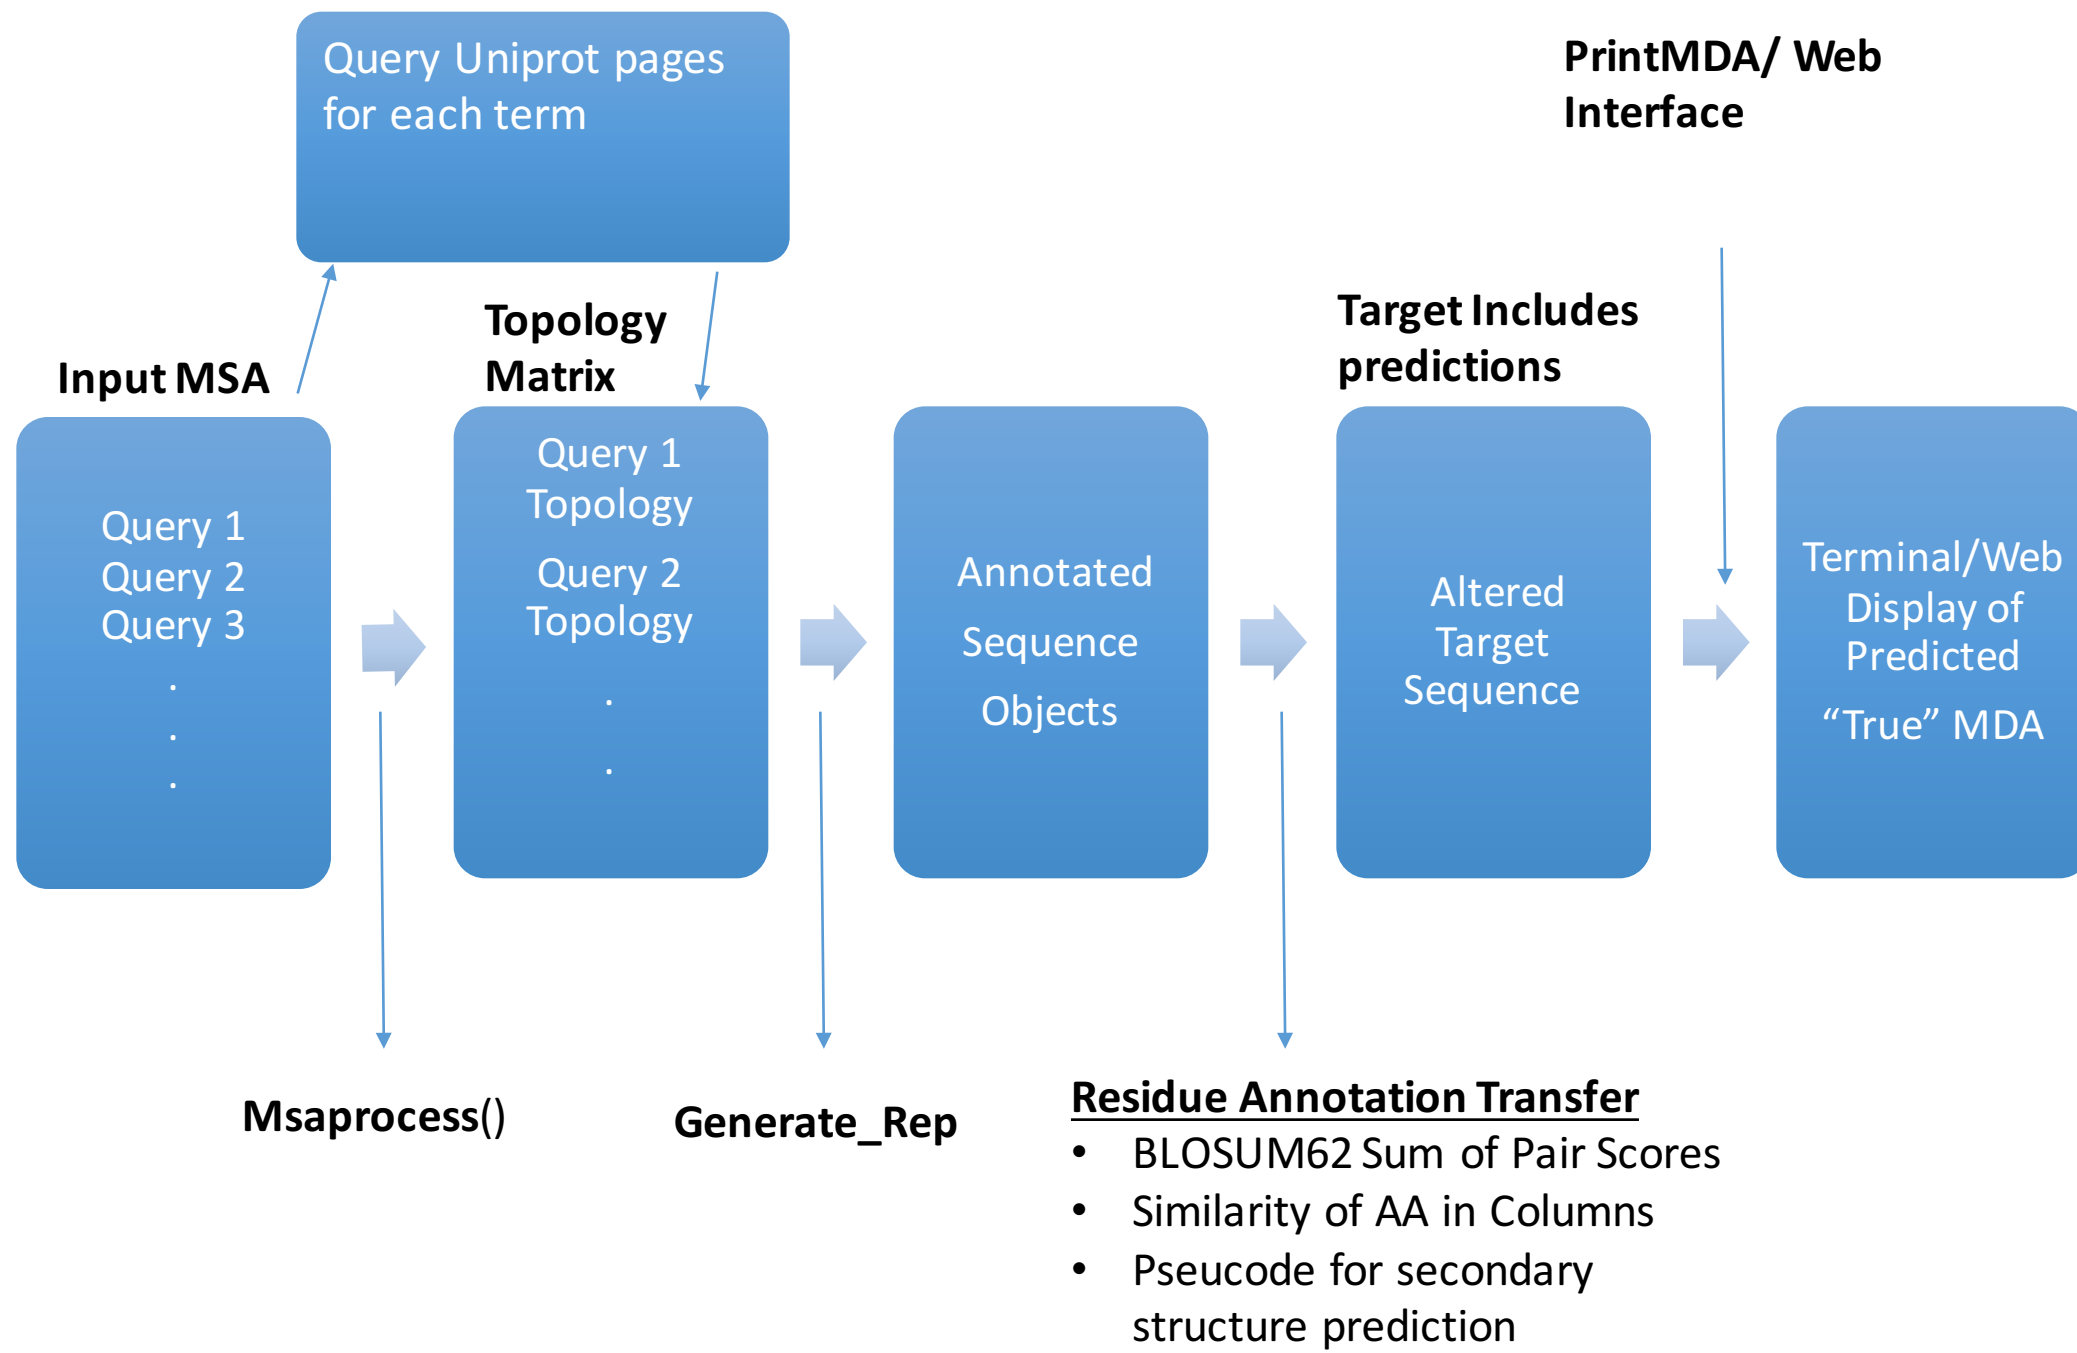 Query Uniprot pages
for each term
PrintMDA/ Web
Interface
Input MSA
Topology
Matrix
Target Includes
predictions
Query 1
Query 2
Query 3
.
.
.
Query 1
Topology
Query 2
Topology
.
.
Annotated
Sequence
Objects
Altered
Target
Sequence
Terminal/Web
Display of
Predicted
“True” MDA
Msaprocess()
Generate_Rep
Residue Annotation Transfer
• BLOSUM62 Sum of Pair Scores
• Similarity of AA in Columns
• Pseucode for secondary
structure prediction